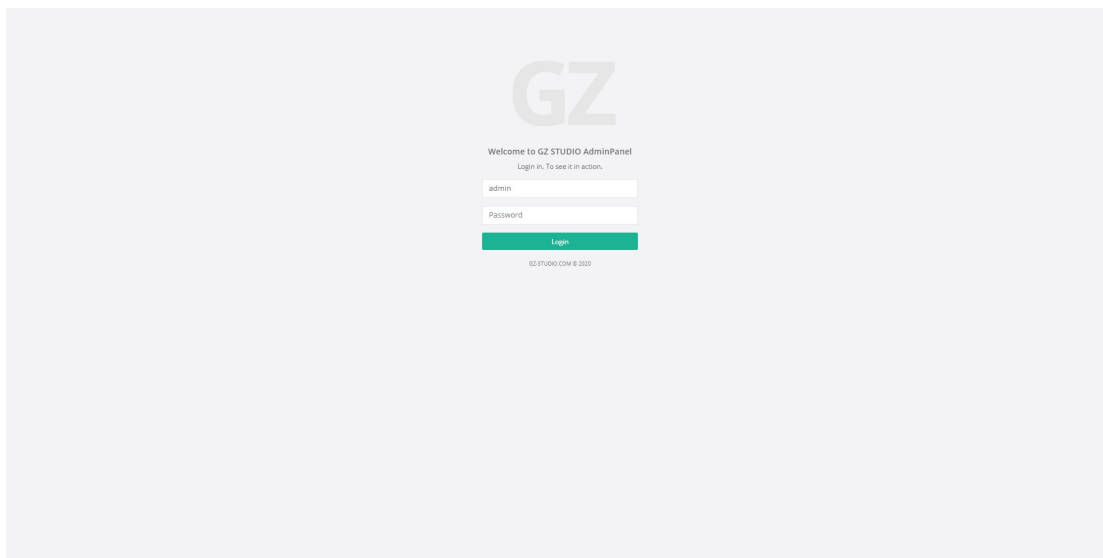 GZ
Welcome to GZ STUDIO AdminPanel
Login in. To see it in action.
admin
Password
Login
GZ-STUDIO.COM © 2020